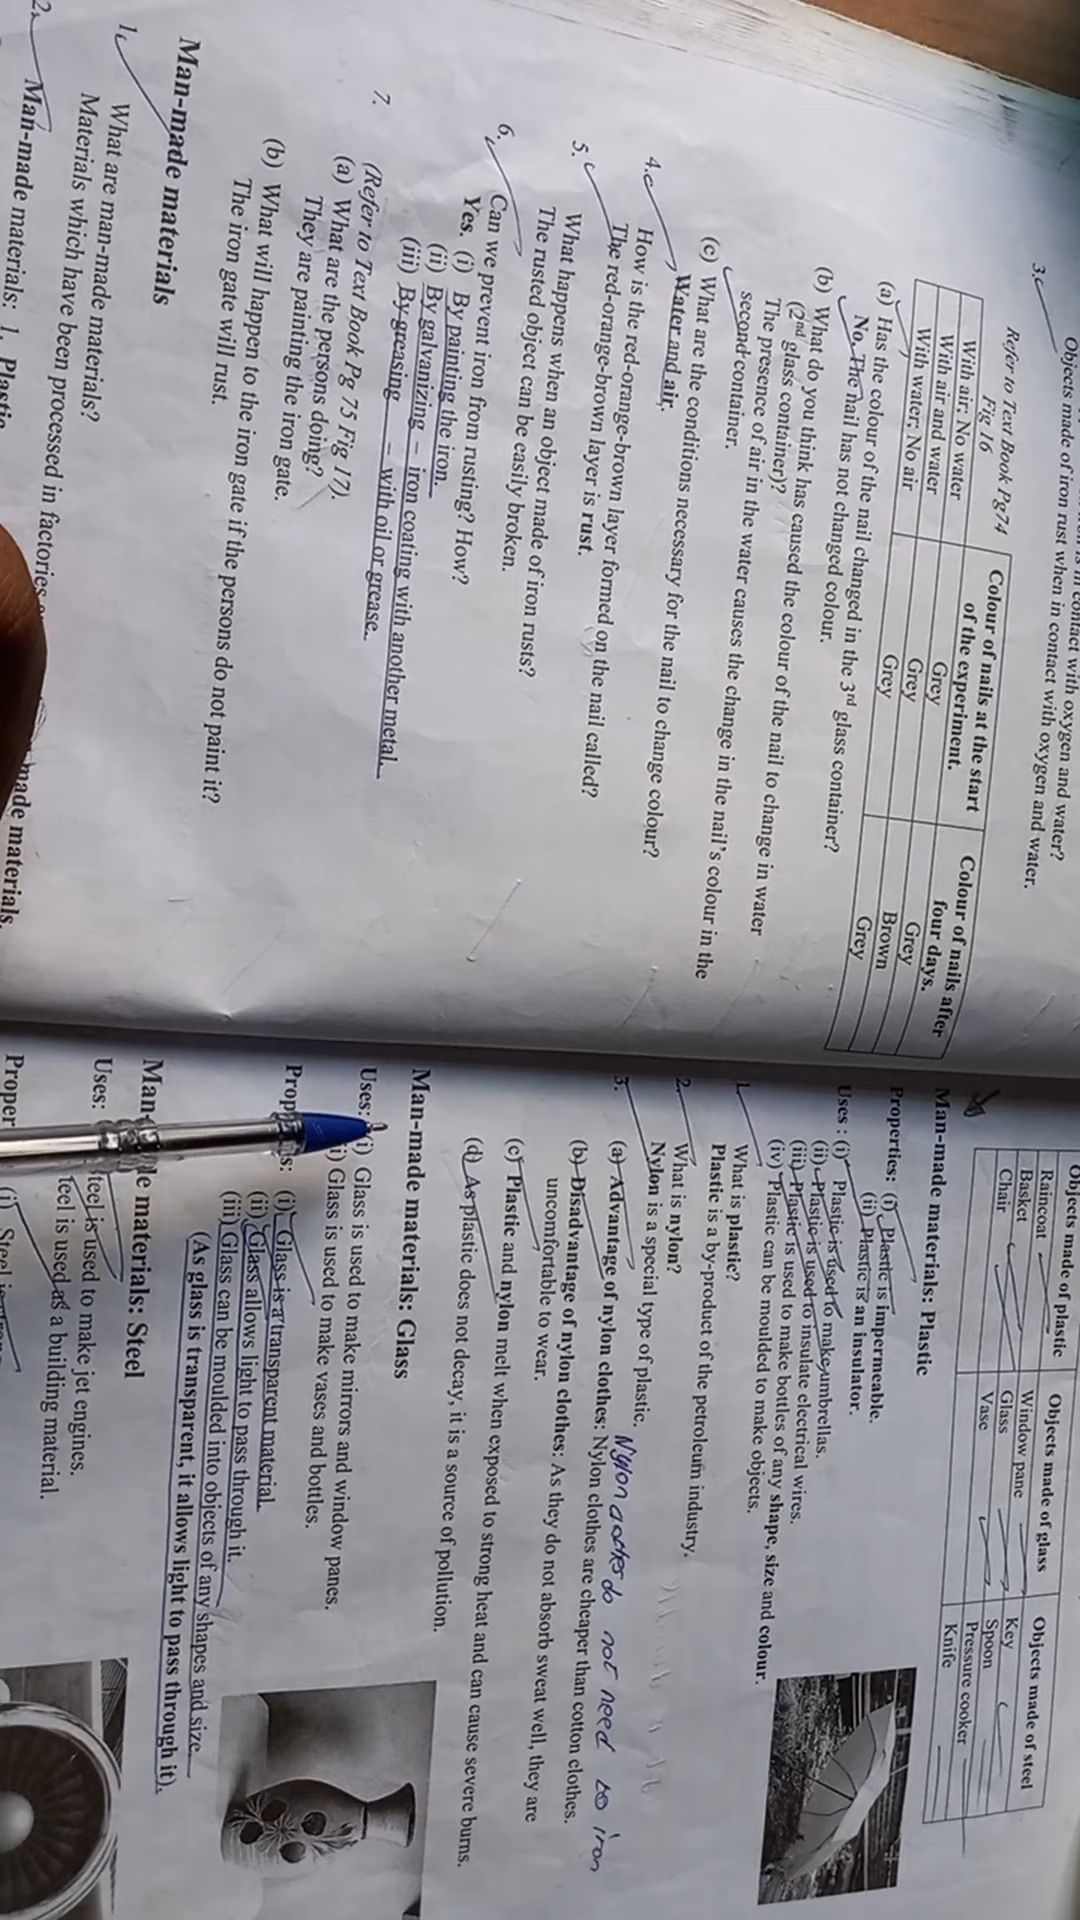 Objects made of iron rust when in contact with oxygen and water.
3.
Refer to Text Book Pg74
Fig 16
Colour of nails at the start of the experiment.
Colour of nails after four days.
With air; No water Grey Grey
With air and water Grey Brown
With water; No air Grey Grey
(a) Has the colour of the nail changed in the 3rd glass container?
No. The nail has not changed colour.
(b) What do you think has caused the colour of the nail to change in water
(2nd glass container)?
The presence of air in the water causes the change in the nail's colour in the
second container.
(c) What are the conditions necessary for the nail to change colour?
Water and air.
4. How is the red-orange-brown layer formed on the nail called?
The red-orange-brown layer is rust.
5. What happens when an object made of iron rusts?
The rusted object can be easily broken.
6. Can we prevent iron from rusting? How?
Yes. (i) By painting the iron.
(ii) By galvanizing – iron coating with another metal.
(iii) By greasing – with oil or grease.
7. (Refer to Text Book Pg 75 Fig 17).
(a) What are the persons doing?
They are painting the iron gate.
(b) What will happen to the iron gate if the persons do not paint it?
The iron gate will rust.
Man-made materials
1. What are man-made materials?
Materials which have been processed in factories
2. Man-made materials: 1. Plastic
made materials.
Objects made of plastic Objects made of glass Objects made of steel
Raincoat Window pane Key
Basket Glass Spoon
Chair Vase Pressure cooker
Knife
Man-made materials: Plastic
Properties: (i) Plastic is impermeable.
(ii) Plastic is an insulator.
Uses : (i) Plastic is used to make umbrellas.
(ii) Plastic is used to insulate electrical wires.
(iii) Plastic is used to make bottles of any shape, size and colour.
(iv) Plastic can be moulded to make objects.
1. What is plastic?
Plastic is a by-product of the petroleum industry.
2. What is nylon?
Nylon is a special type of plastic. Nylon clothes do not need to iron
3. (a) Advantage of nylon clothes: Nylon clothes are cheaper than cotton clothes.
(b) Disadvantage of nylon clothes: As they do not absorb sweat well, they are
uncomfortable to wear.
(c) Plastic and nylon melt when exposed to strong heat and can cause severe burns.
(d) As plastic does not decay, it is a source of pollution.
Man-made materials: Glass
Uses: (i) Glass is used to make mirrors and window panes.
(ii) Glass is used to make vases and bottles.
(i) Glass is a transparent material.
(ii) Glass allows light to pass through it.
(iii) Glass can be moulded into objects of any shapes and size.
(As glass is transparent, it allows light to pass through it).
materials: Steel
Uses: is used to make jet engines.
is used as a building material.
(i) Steel